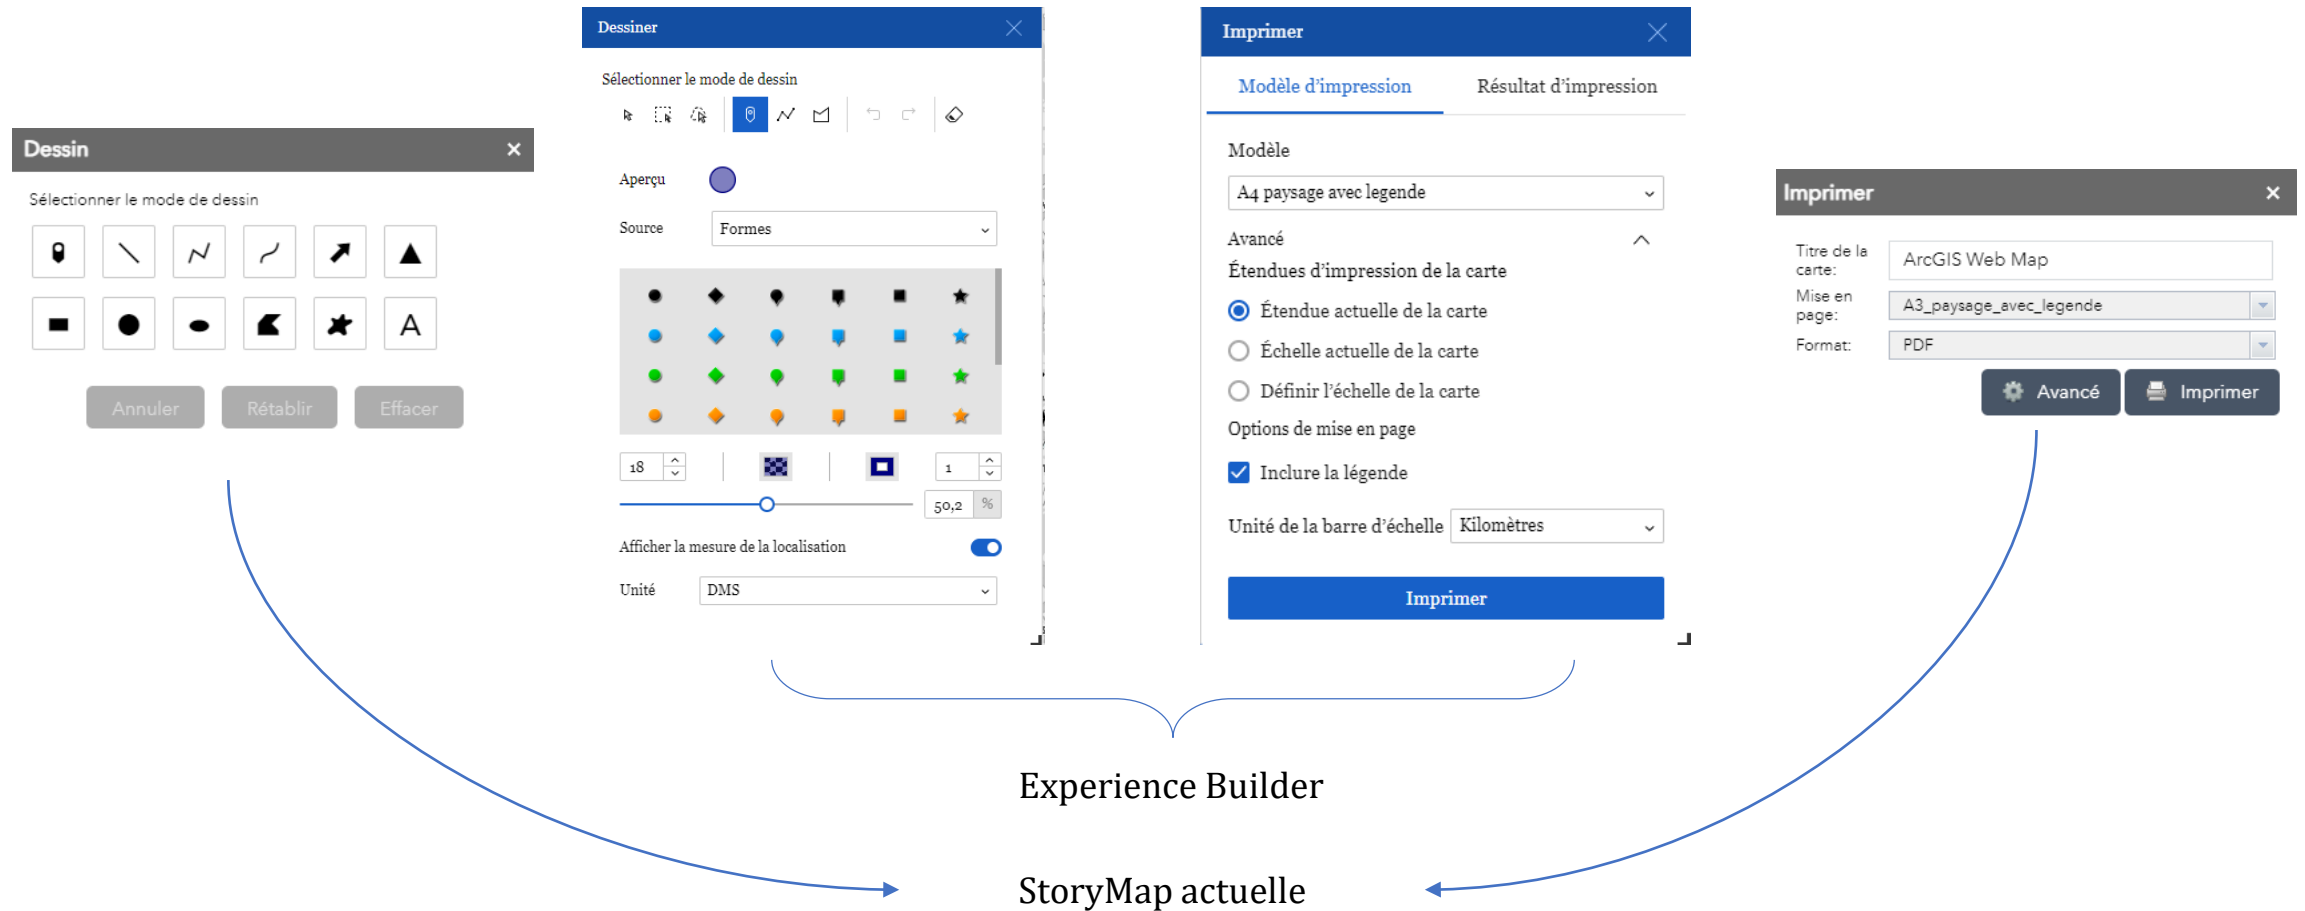 Dessin
Sélectionner le mode de dessin
A
Annuler
Rétablir
Effacer
Dessiner
Sélectionner le mode de dessin
Aperçu
Source
Formes
18
1
50,2 %
Afficher la mesure de la localisation
Unité
DMS
Imprimer
Modèle d'impression
Résultat d'impression
Modèle
A4 paysage avec legende
Avancé
Étendues d'impression de la carte
Étendue actuelle de la carte
Échelle actuelle de la carte
Définir l'échelle de la carte
Options de mise en page
Inclure la légende
Unité de la barre d'échelle
Kilomètres
Imprimer
Imprimer
Titre de la
carte:
ArcGIS Web Map
Mise en
page:
A3_paysage_avec_legende
Format:
PDF
Avancé
Imprimer
Experience Builder
StoryMap actuelle